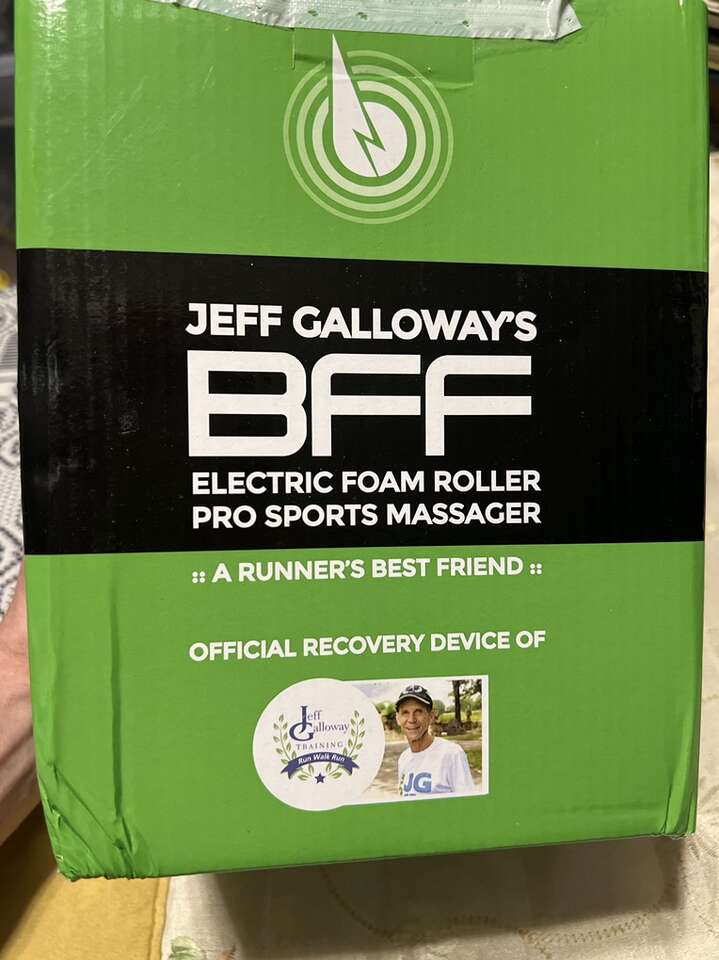 JEFF GALLOWAY'S
BFF
ELECTRIC FOAM ROLLER
PRO SPORTS MASSAGER
:: A RUNNER'S BEST FRIEND ::
OFFICIAL RECOVERY DEVICE OF
Jeff
Galloway
TRAINING
Run Walk Run
JG